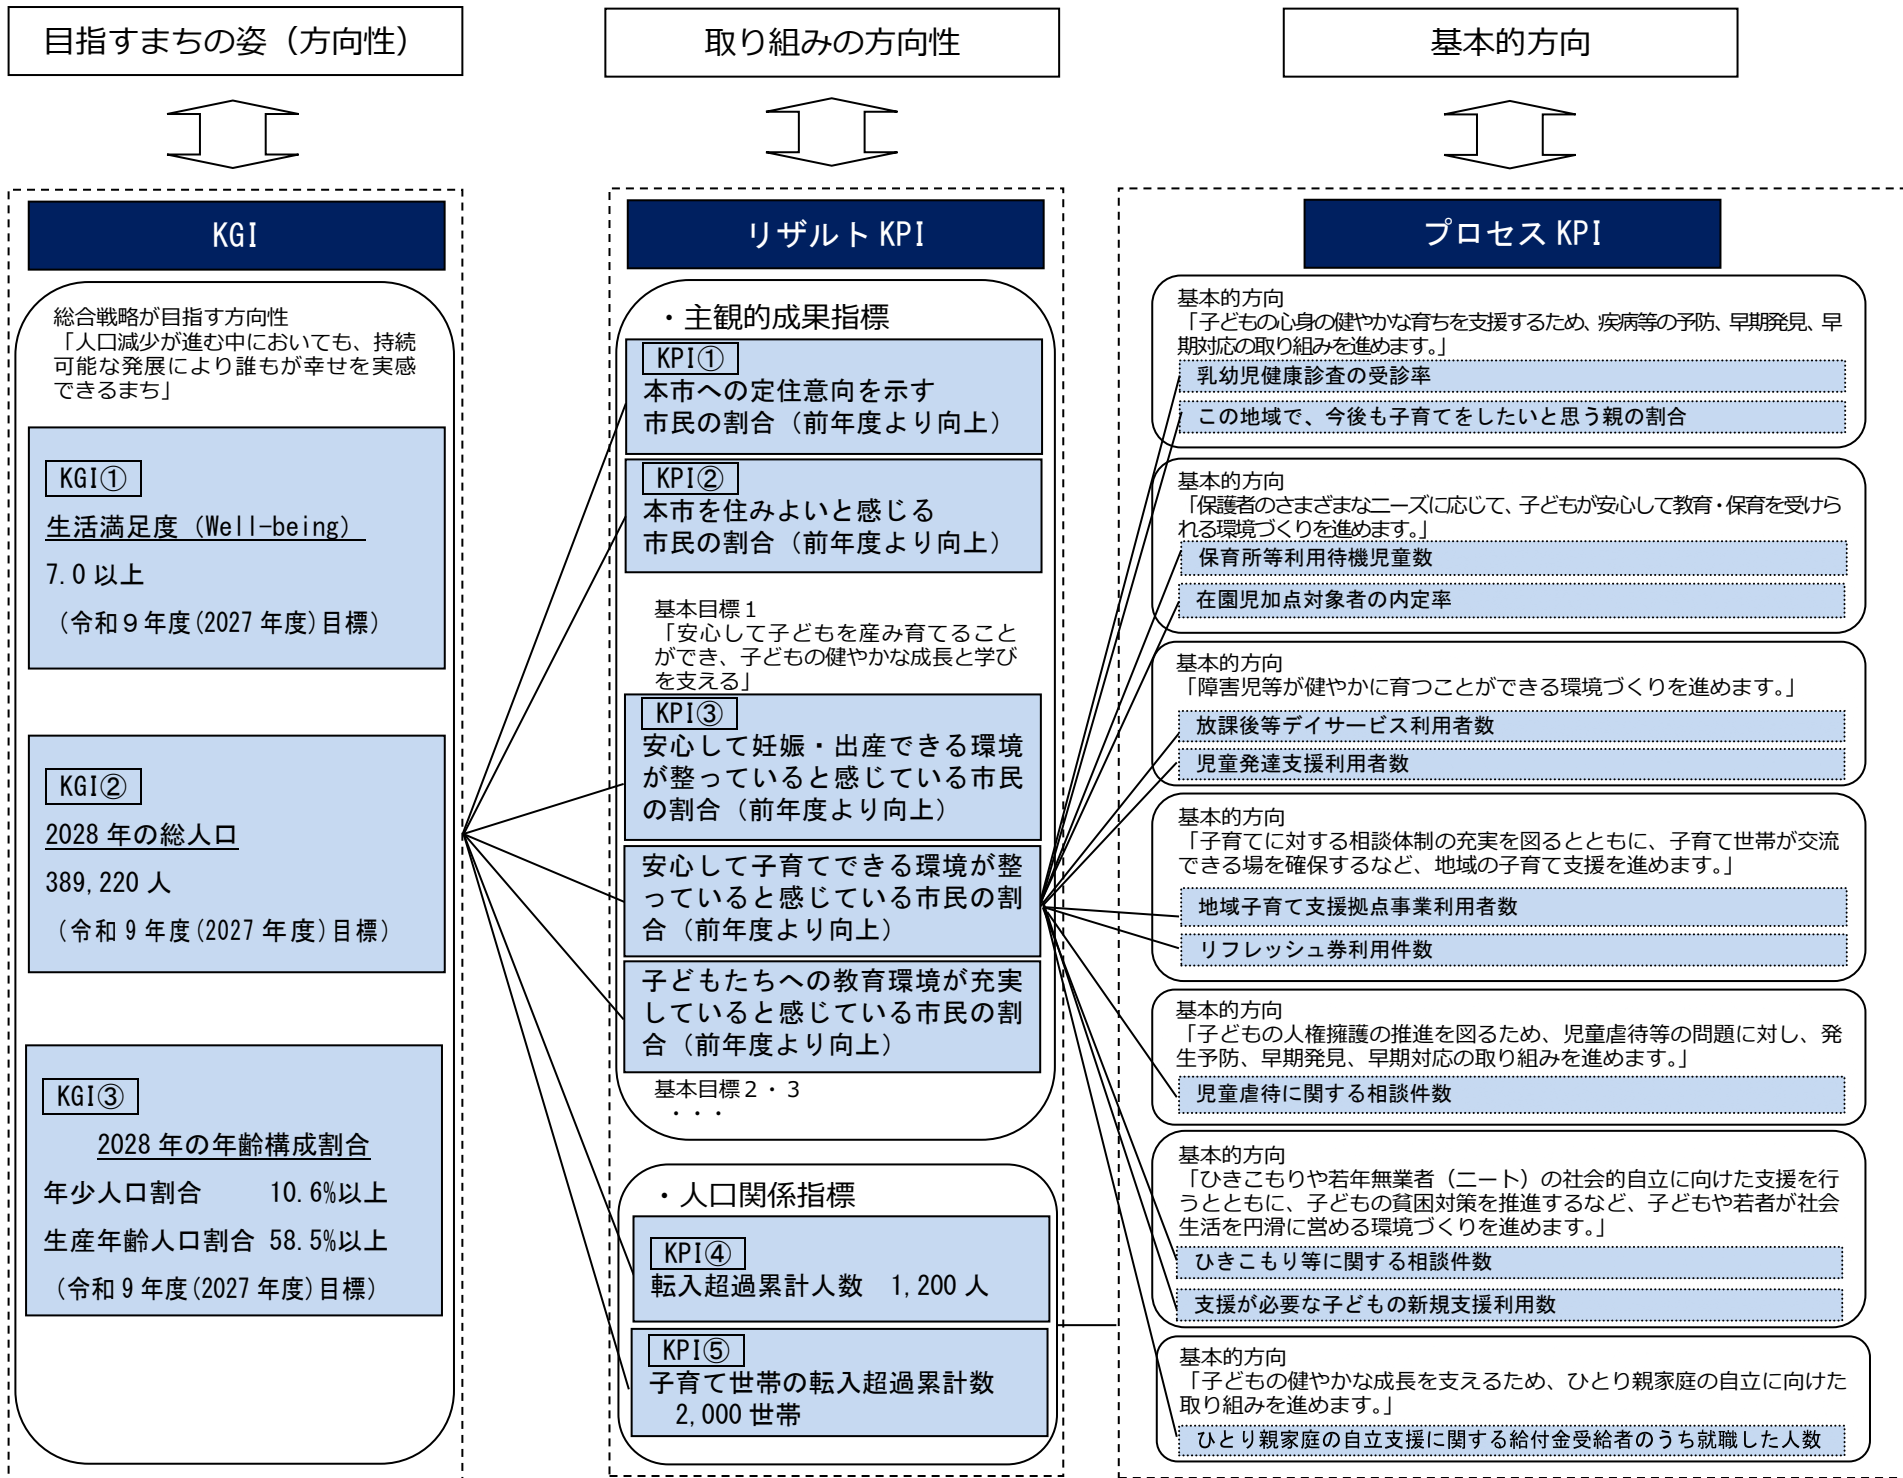 目指すまちの姿（方向性）
取り組みの方向性
基本的方向
KGI
総合戦略が目指す方向性
「人口減少が進む中においても、持続
可能な発展により誰もが幸せを実感
できるまち」
KGI①
生活満足度（Well-being）
7.0以上
（令和９年度(2027年度)目標）
KGI②
2028年の総人口
389,220人
（令和9年度(2027年度)目標）
KGI③
2028年の年齢構成割合
年少人口割合　　　10.6%以上
生産年齢人口割合 58.5%以上
（令和9年度(2027年度)目標）
リザルトKPI
・主観的成果指標
KPI①
本市への定住意向を示す
市民の割合（前年度より向上）
KPI②
本市を住みよいと感じる
市民の割合（前年度より向上）
基本目標１
「安心して子どもを産み育てること
ができ、子どもの健やかな成長と学び
を支える」
KPI③
安心して妊娠・出産できる環境
が整っていると感じている市民
の割合（前年度より向上）
安心して子育てできる環境が整
っていると感じている市民の割
合（前年度より向上）
子どもたちへの教育環境が充実
していると感じている市民の割
合（前年度より向上）
基本目標２・３
・・・
・人口関係指標
KPI④
転入超過累計人数　1,200人
KPI⑤
子育て世帯の転入超過累計数
2,000世帯
プロセスKPI
基本的方向
「子どもの心身の健やかな育ちを支援するため、疾病等の予防、早期発見、早
期対応の取り組みを進めます。」
乳幼児健康診査の受診率
この地域で、今後も子育てをしたいと思う親の割合
基本的方向
「保護者のさまざまなニーズに応じて、子どもが安心して教育・保育を受けら
れる環境づくりを進めます。」
保育所等利用待機児童数
在園児加点対象者の内定率
基本的方向
「障害児等が健やかに育つことができる環境づくりを進めます。」
放課後等デイサービス利用者数
児童発達支援利用者数
基本的方向
「子育てに対する相談体制の充実を図るとともに、子育て世帯が交流
できる場を確保するなど、地域の子育て支援を進めます。」
地域子育て支援拠点事業利用者数
リフレッシュ券利用件数
基本的方向
「子どもの人権擁護の推進を図るため、児童虐待等の問題に対し、発
生予防、早期発見、早期対応の取り組みを進めます。」
児童虐待に関する相談件数
基本的方向
「ひきこもりや若年無業者（ニート）の社会的自立に向けた支援を行
うとともに、子どもの貧困対策を推進するなど、子どもや若者が社会
生活を円滑に営める環境づくりを進めます。」
ひきこもり等に関する相談件数
支援が必要な子どもの新規支援利用数
基本的方向
「子どもの健やかな成長を支えるため、ひとり親家庭の自立に向けた
取り組みを進めます。」
ひとり親家庭の自立支援に関する給付金受給者のうち就職した人数